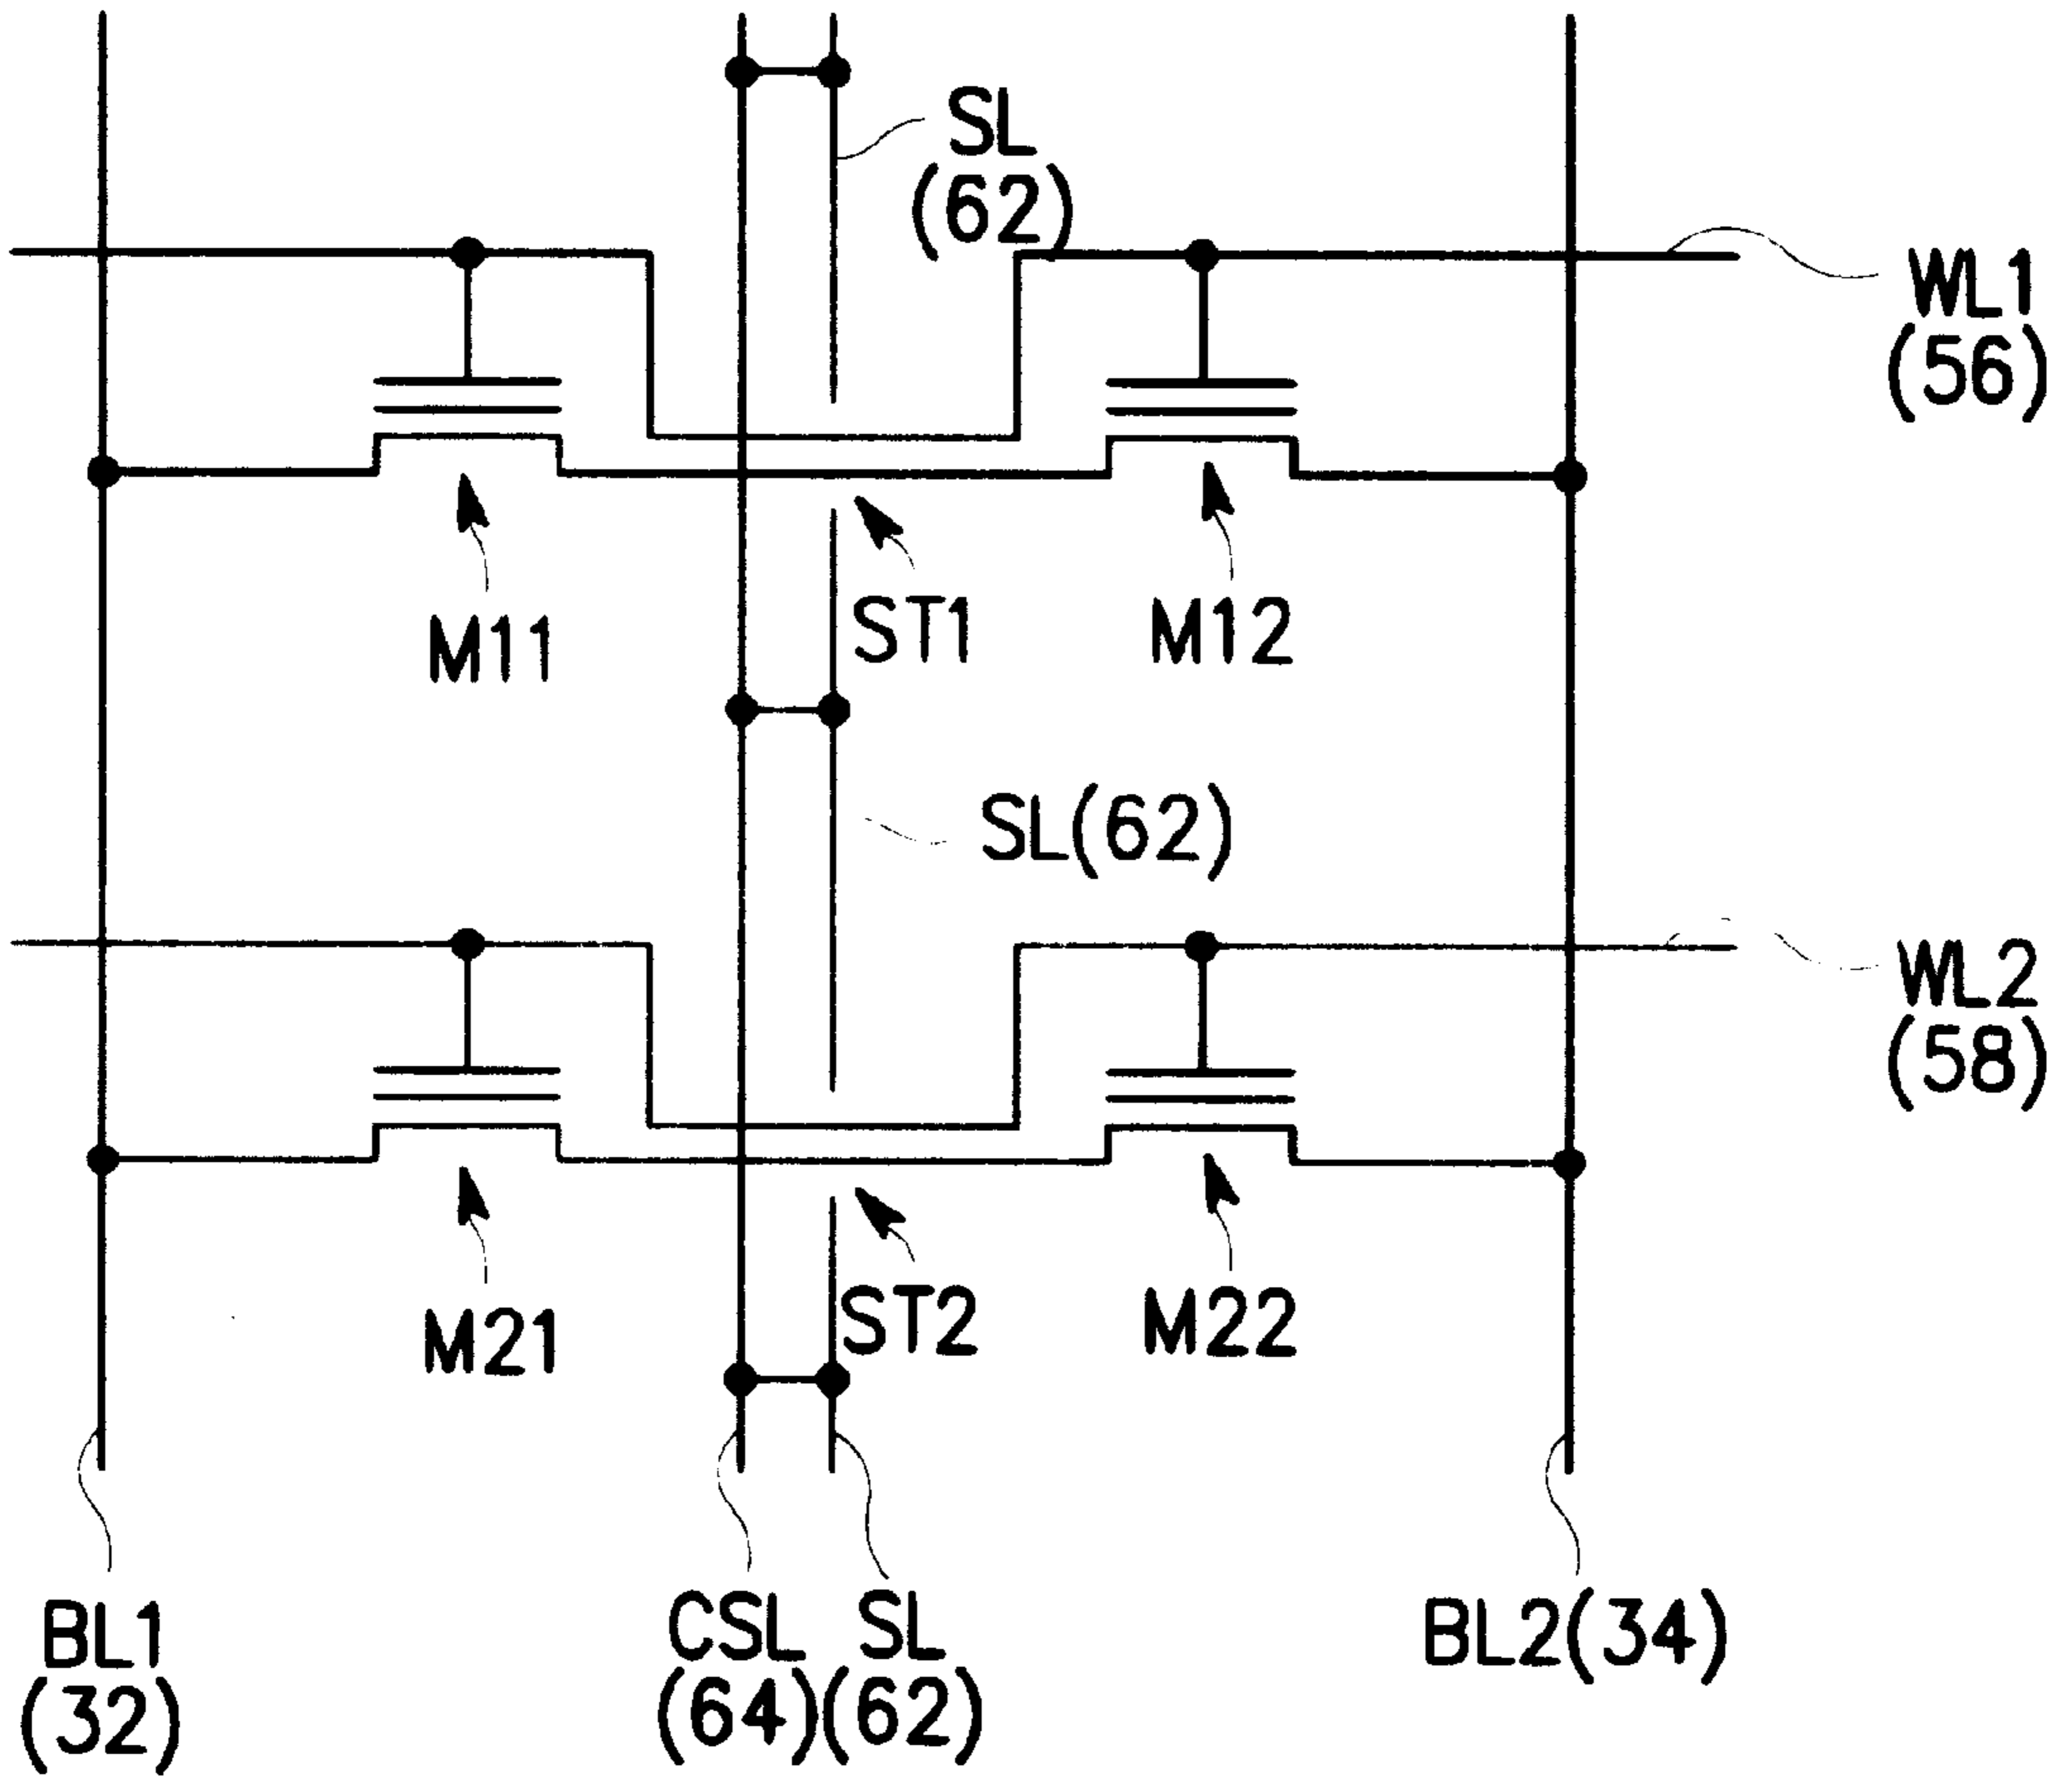 SL
(62)
WL1
(56)
M11
ST1
M12
SL(62)
WL2
(58)
M21
ST2
M22
BL1
(32)
CSL
(64)
SL
(62)
BL2(34)